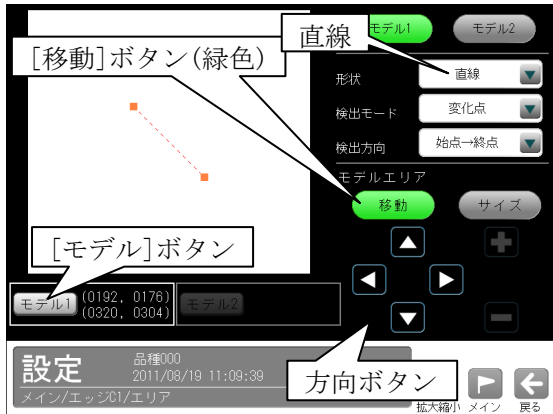 直線
モデル1
モデル2
[移動]ボタン(緑色)
形状
直線
検出モード
変化点
検出方向
始点→終点
モデルエリア
移動
サイズ
[モデル]ボタン
モデル1
(0192, 0176)
(0320, 0304)
モデル2
設定
品種000
2011/08/19 11:09:39
メイン/エッジC1/エリア
方向ボタン
拡大縮小
メイン
戻る